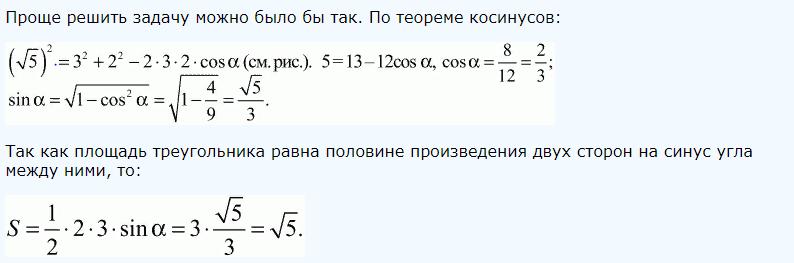 Проще решить задачу можно было бы так. По теореме косинусов:
(√5)² = 3² + 2² − 2·3·2·cos α (см. рис.). 5 = 13 − 12cos α, cos α = 8/12 = 2/3;
sin α = √(1 − cos² α) = √(1 − 4/9) = √5/3.
Так как площадь треугольника равна половине произведения двух сторон на синус угла
между ними, то:
S = 1/2 · 2 · 3 · sin α = 3 · √5/3 = √5.